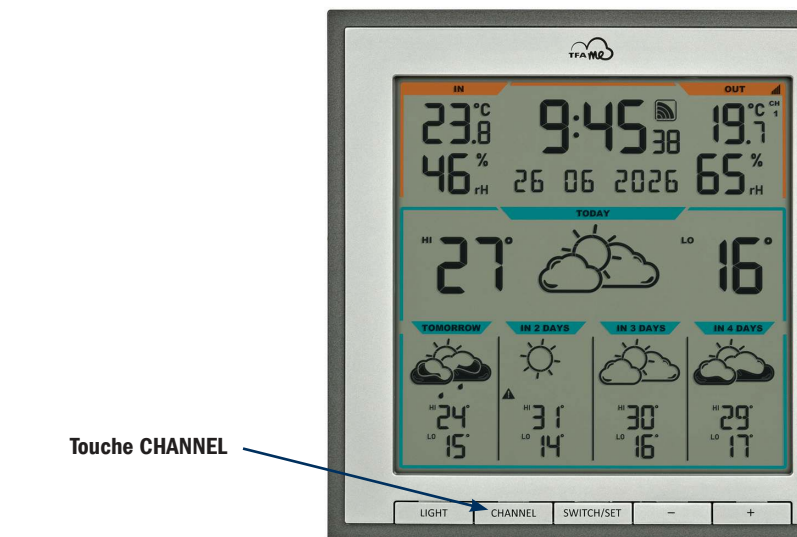 TFA me
IN OUT
23.8 °C 9:45 38 19.7 °C CH 1
46 % rH 26 06 2026 65 % rH
TODAY
HI 27° LO 16°
TOMORROW IN 2 DAYS IN 3 DAYS IN 4 DAYS
HI 24° HI 31° HI 30° HI 29°
LO 15° LO 14° LO 16° LO 17°
Touche CHANNEL
LIGHT CHANNEL SWITCH/SET − +